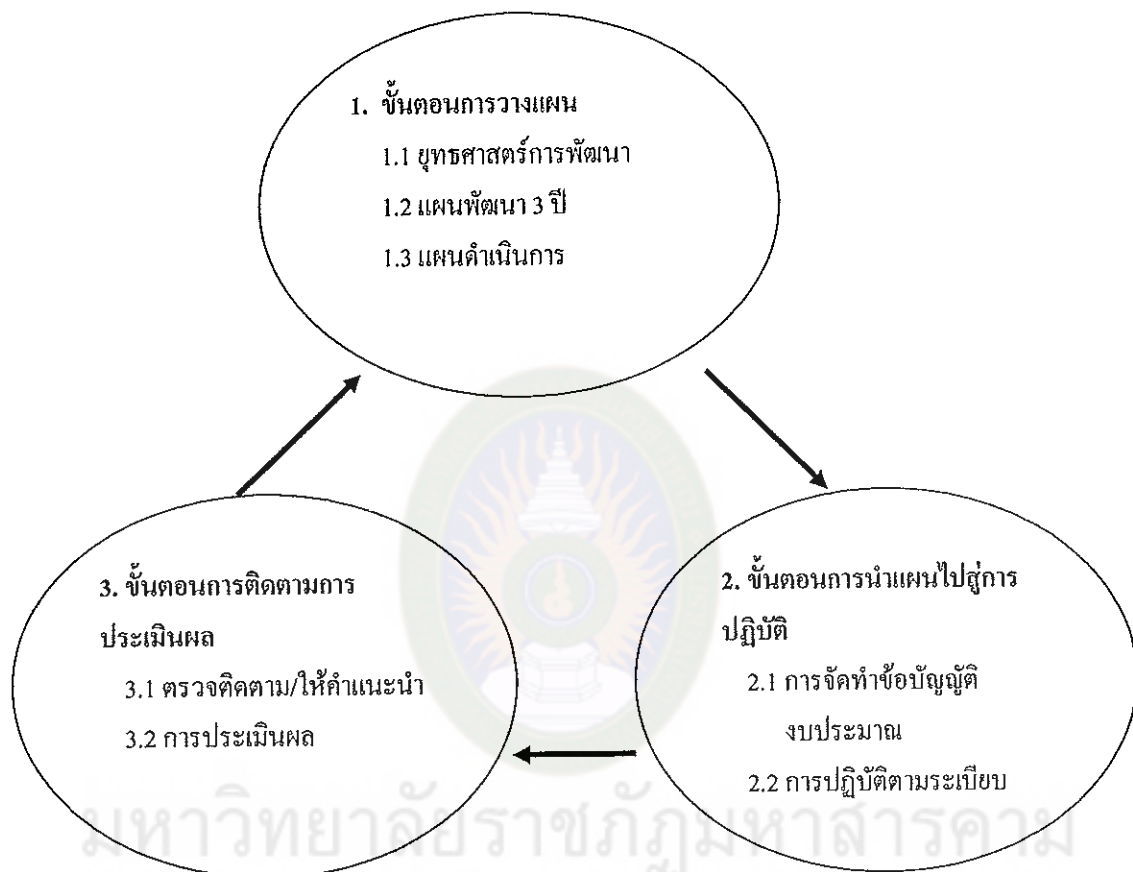 1. ขั้นตอนการวางแผน
1.1 ยุทธศาสตร์การพัฒนา
1.2 แผนพัฒนา 3 ปี
1.3 แผนดำเนินการ
2. ขั้นตอนการนำแผนไปสู่การ
ปฏิบัติ
2.1 การจัดทำข้อบัญญัติ
งบประมาณ
2.2 การปฏิบัติตามระเบียบ
3. ขั้นตอนการติดตามการ
ประเมินผล
3.1 ตรวจติดตาม/ให้คำแนะนำ
3.2 การประเมินผล
มหาวิทยาลัยราชภัฏมหาสารคาม